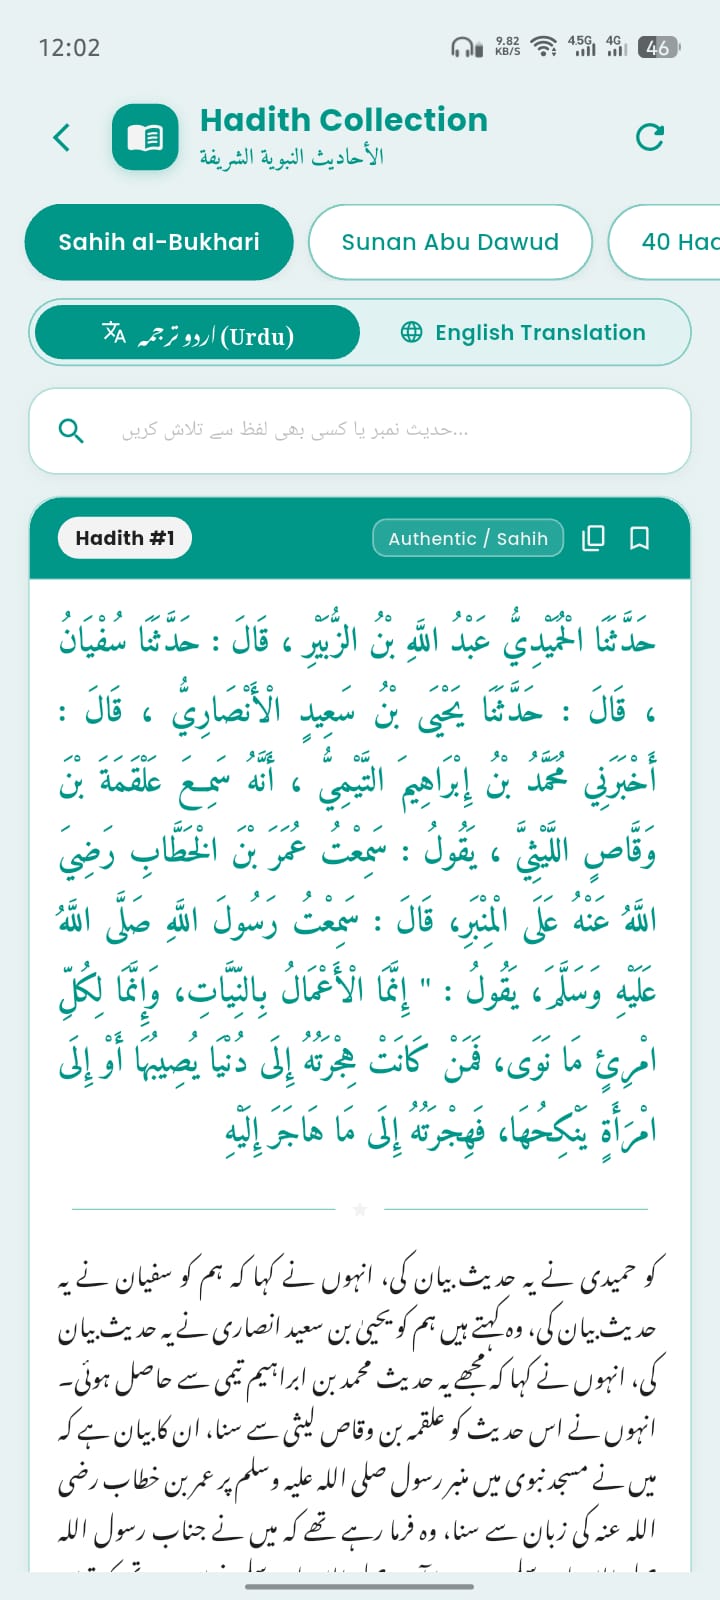 12:02
9.82 KB/S 4.5G 4G 46
Hadith Collection
الأحاديث النبوية الشريفة
Sahih al-Bukhari Sunan Abu Dawud 40 Had
اردو ترجمہ (Urdu) English Translation
حدیث نمبر یا کسی بھی لفظ سے تلاش کریں...
Hadith #1 Authentic / Sahih
حَدَّثَنَا الْحُمَيْدِيُّ عَبْدُ اللَّهِ بْنُ الزُّبَيْرِ ، قَالَ : حَدَّثَنَا سُفْيَانُ
، قَالَ : حَدَّثَنَا يَحْيَى بْنُ سَعِيدٍ الْأَنْصَارِيُّ ، قَالَ :
أَخْبَرَنِي مُحَمَّدُ بْنُ إِبْرَاهِيمَ التَّيْمِيُّ ، أَنَّهُ سَمِعَ عَلْقَمَةَ بْنَ
وَقَّاصٍ اللَّيْثِيَّ ، يَقُولُ : سَمِعْتُ عُمَرَ بْنَ الْخَطَّابِ رَضِيَ
اللَّهُ عَنْهُ عَلَى الْمِنْبَرِ، قَالَ : سَمِعْتُ رَسُولَ اللَّهِ صَلَّى اللَّهُ
عَلَيْهِ وَسَلَّمَ، يَقُولُ : " إِنَّمَا الْأَعْمَالُ بِالنِّيَّاتِ، وَإِنَّمَا لِكُلِّ
امْرِئٍ مَا نَوَى، فَمَنْ كَانَتْ هِجْرَتُهُ إِلَى دُنْيَا يُصِيبُهَا أَوْ إِلَى
امْرَأَةٍ يَنْكِحُهَا، فَهِجْرَتُهُ إِلَى مَا هَاجَرَ إِلَيْهِ
کو حمیدی نے یہ حدیث بیان کی، انہوں نے کہا کہ ہم کو سفیان نے یہ
حدیث بیان کی، وہ کہتے ہیں ہم کو یحییٰ بن سعید انصاری نے یہ حدیث بیان
کی، انہوں نے کہا کہ مجھے یہ حدیث محمد بن ابراہیم تیمی سے حاصل ہوئی۔
انہوں نے اس حدیث کو علقمہ بن وقاص لیثی سے سنا، ان کا بیان ہے کہ
میں نے مسجد نبوی میں منبر رسول صلی اللہ علیہ وسلم پر عمر بن خطاب رضی
اللہ عنہ کی زبان سے سنا، وہ فرما رہے تھے کہ میں نے جناب رسول اللہ